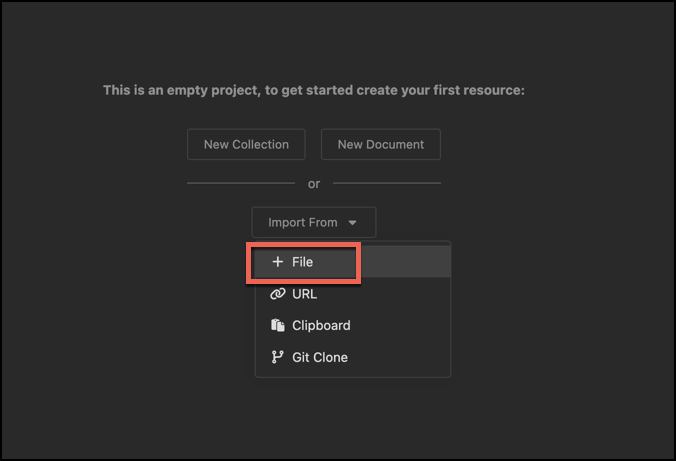 This is an empty project, to get started create your first resource:
New Collection New Document
or
Import From
File
URL
Clipboard
Git Clone